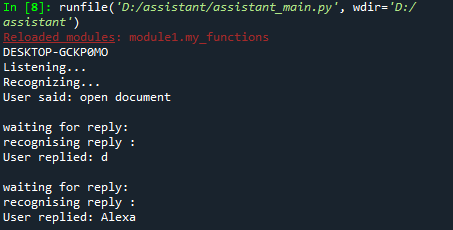 In [8]: runfile('D:/assistant/assistant_main.py', wdir='D:/
assistant')
Reloaded modules: module1.my_functions
DESKTOP-GCKP0MO
Listening...
Recognizing...
User said: open document
waiting for reply:
recognising reply :
User replied: d
waiting for reply:
recognising reply :
User replied: Alexa